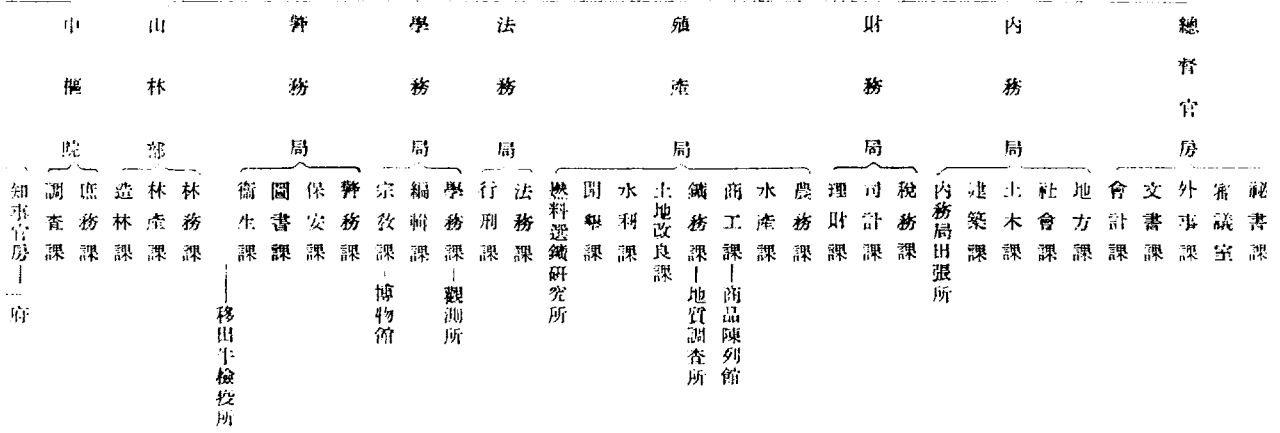 總督官房
祕書課
審議室
外事課
文書課
會計課
内務局
地方課
社會課
土木課
建築課
内務局出張所
財務局
稅務課
司計課
理財課
殖產局
農務課
水產課
商工課—商品陳列館
鑛務課—地質調査所
土地改良課
水利課
開墾課
燃料選鑛硏究所
法務局
法務課
行刑課
學務局
學務課—觀測所
編輯課
宗敎課—博物館
警務局
警務課
保安課
圖書課
衞生課
—移出牛檢疫所
山林部
林務課
林產課
造林課
中樞院
庶務課
調査課
知事官房—府